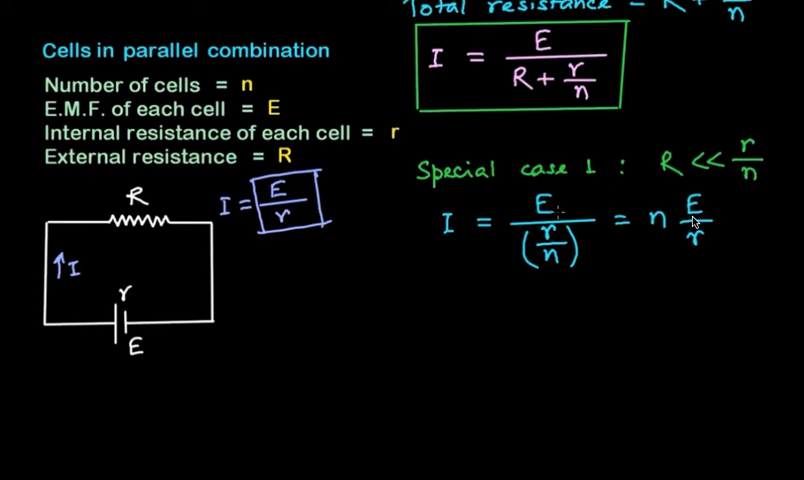 Total resistance = R + r/n
Cells in parallel combination
I = E / (R + r/n)
Number of cells = n
E.M.F. of each cell = E
Internal resistance of each cell = r
External resistance = R
Special case 1 : R << r/n
I = E / r
I = E / (r/n) = n E/r
R
↑ I
r
E